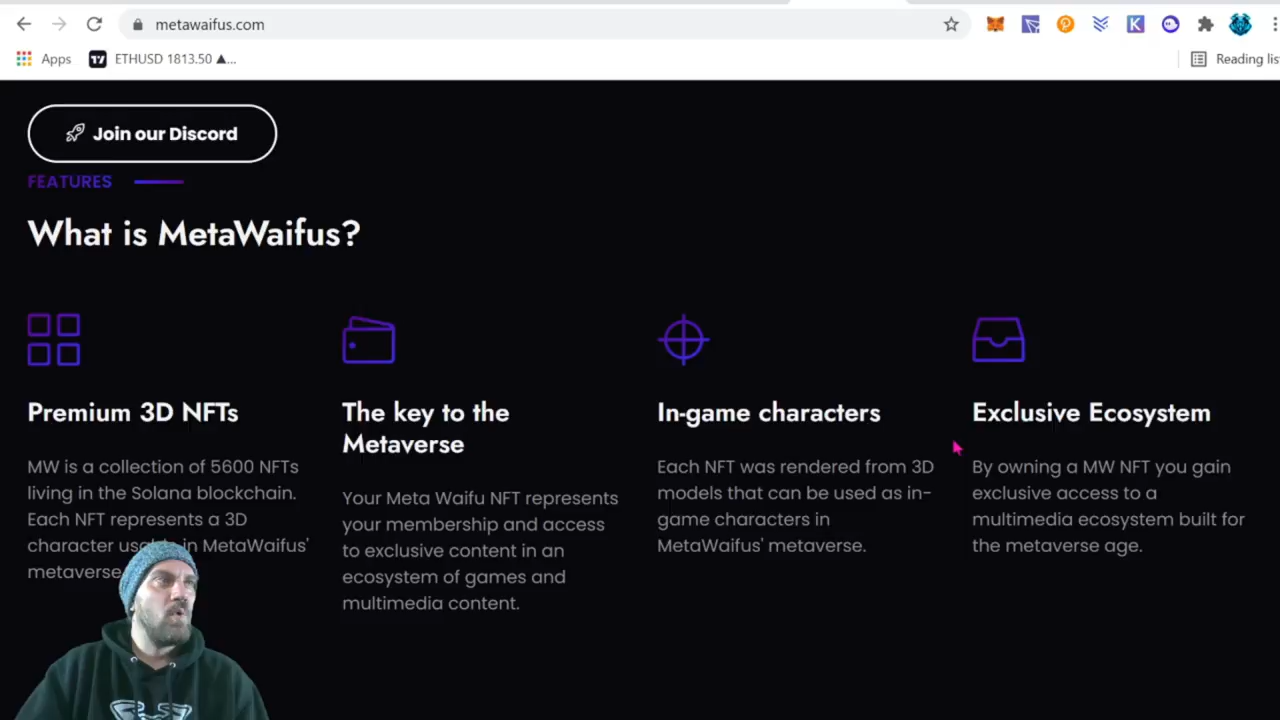 metawaifus.com
Apps
ETHUSD 1813.50 ▲...
Reading lis
Join our Discord
FEATURES
What is MetaWaifus?
Premium 3D NFTs
MW is a collection of 5600 NFTs
living in the Solana blockchain.
Each NFT represents a 3D
character usable in MetaWaifus'
metaverse
The key to the
Metaverse
Your Meta Waifu NFT represents
your membership and access
to exclusive content in an
ecosystem of games and
multimedia content.
In-game characters
Each NFT was rendered from 3D
models that can be used as in-
game characters in
MetaWaifus' metaverse.
Exclusive Ecosystem
By owning a MW NFT you gain
exclusive access to a
multimedia ecosystem built for
the metaverse age.